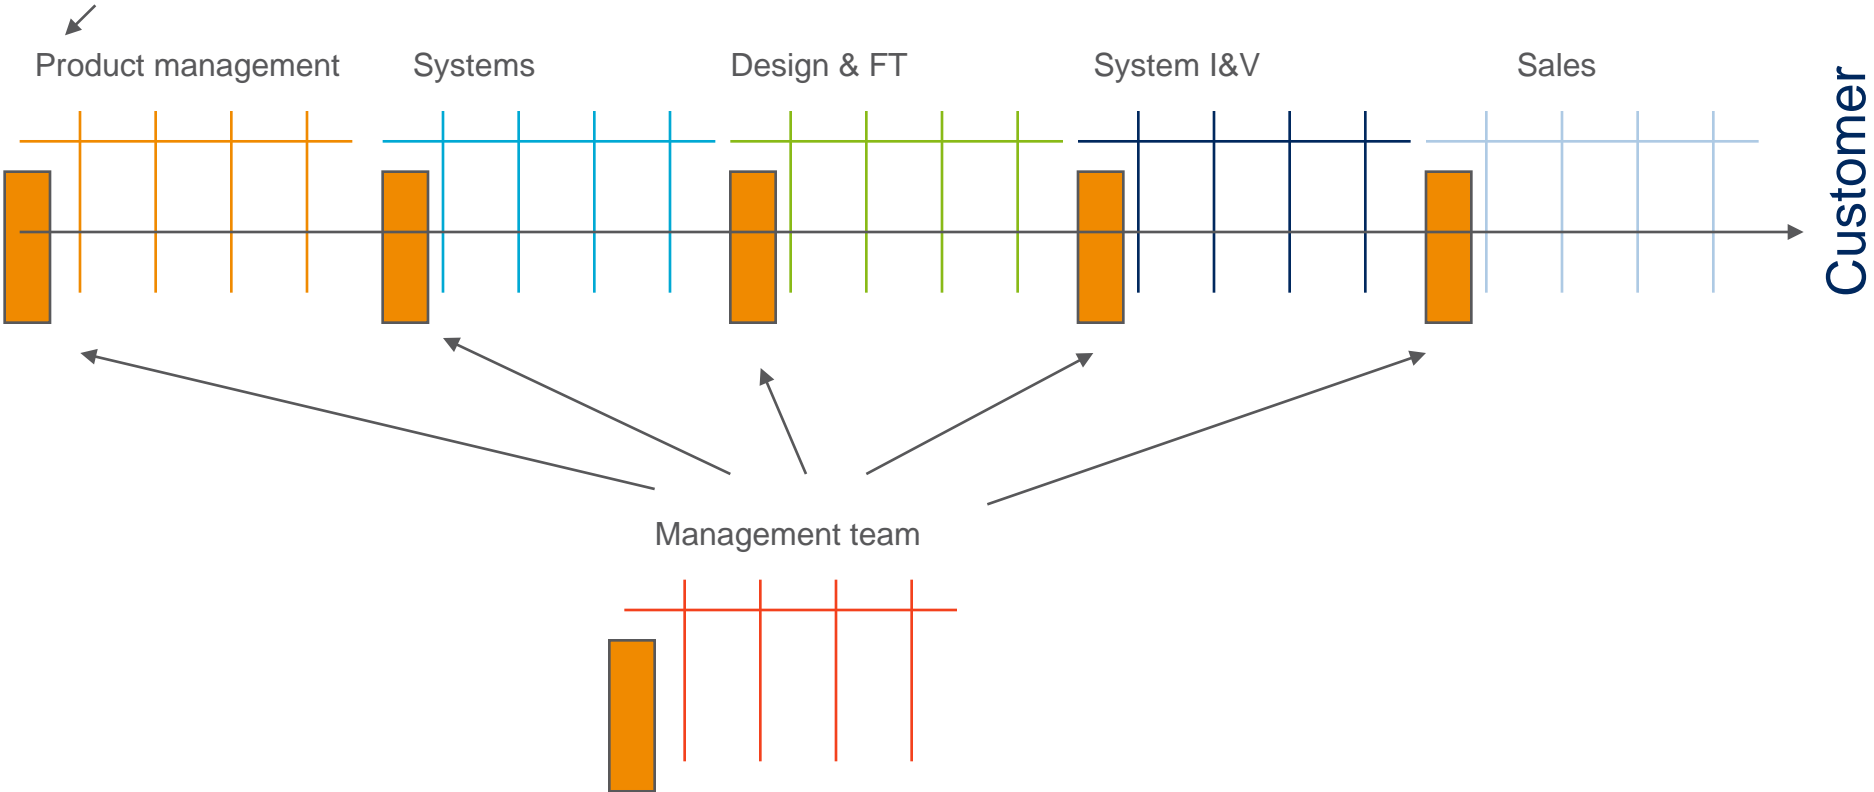 Product management
Systems
Design & FT
System I&V
Sales
Customer
Management team